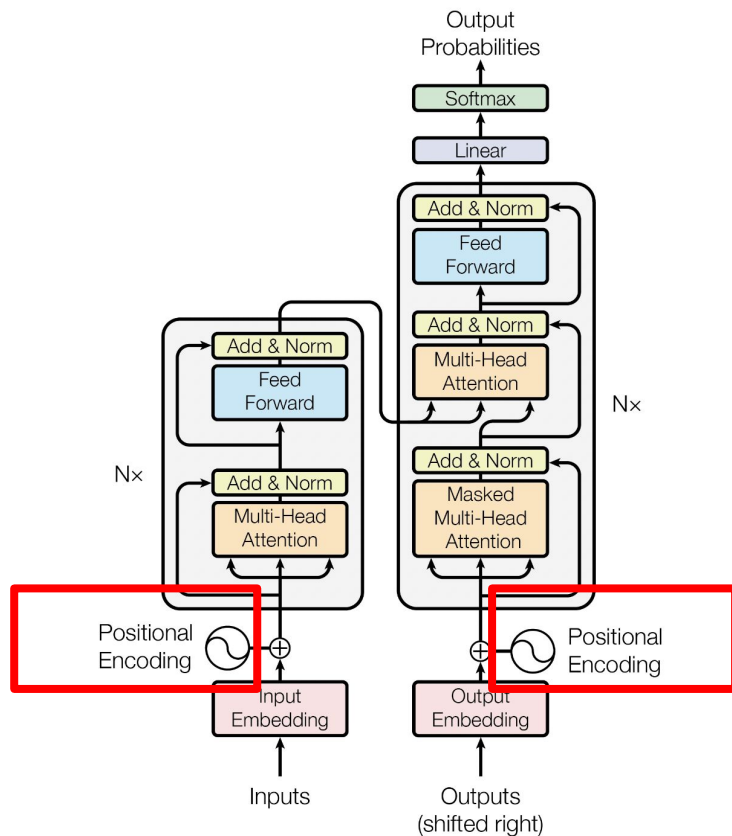 Output
Probabilities
Softmax
Linear
Add & Norm
Feed
Forward
Add & Norm
Multi-Head
Attention
Nx
Add & Norm
Masked
Multi-Head
Attention
Add & Norm
Feed
Forward
Nx
Add & Norm
Multi-Head
Attention
Positional
Encoding
Positional
Encoding
Input
Embedding
Output
Embedding
Inputs
Outputs
(shifted right)